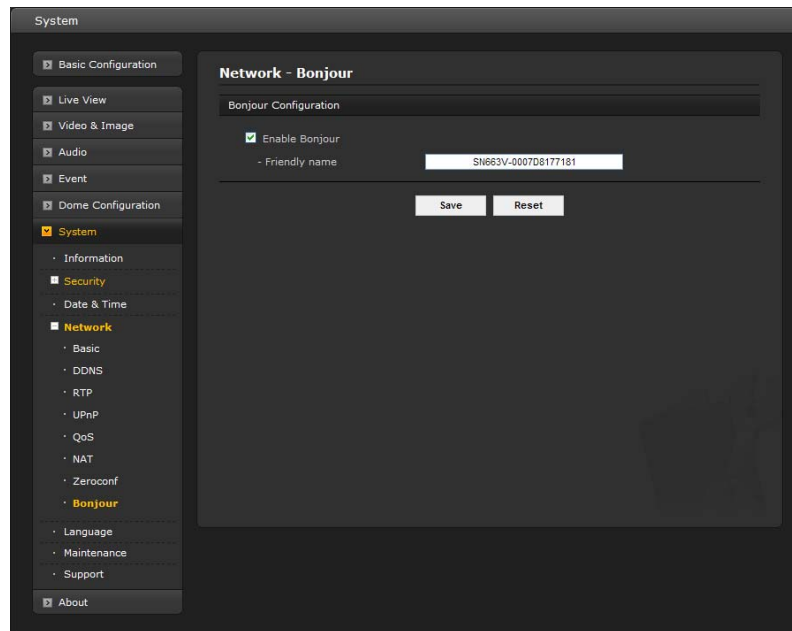 System
Basic Configuration
Live View
Video & Image
Audio
Event
Dome Configuration
System
Information
Security
Date & Time
Network
Basic
DDNS
RTP
UPnP
QoS
NAT
Zeroconf
Bonjour
Language
Maintenance
Support
About
Network - Bonjour
Bonjour Configuration
Enable Bonjour
- Friendly name SN663V-0007D8177181
Save Reset